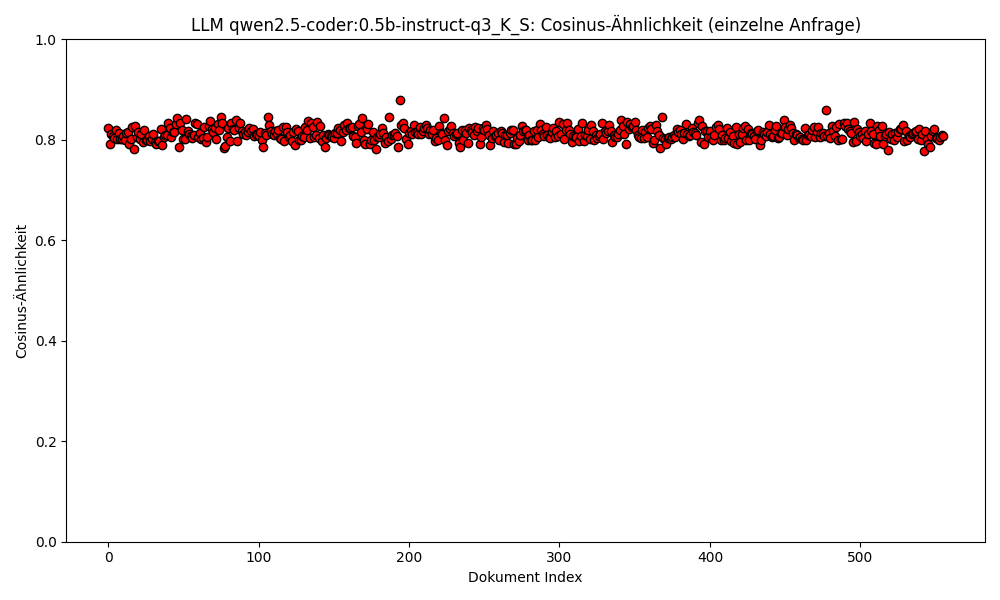 LLM qwen2.5-coder:0.5b-instruct-q3_K_S: Cosinus-Ähnlichkeit (einzelne Anfrage)
1.0
0.8
0.6
0.4
0.2
0.0
Cosinus-Ähnlichkeit
0 100 200 300 400 500
Dokument Index